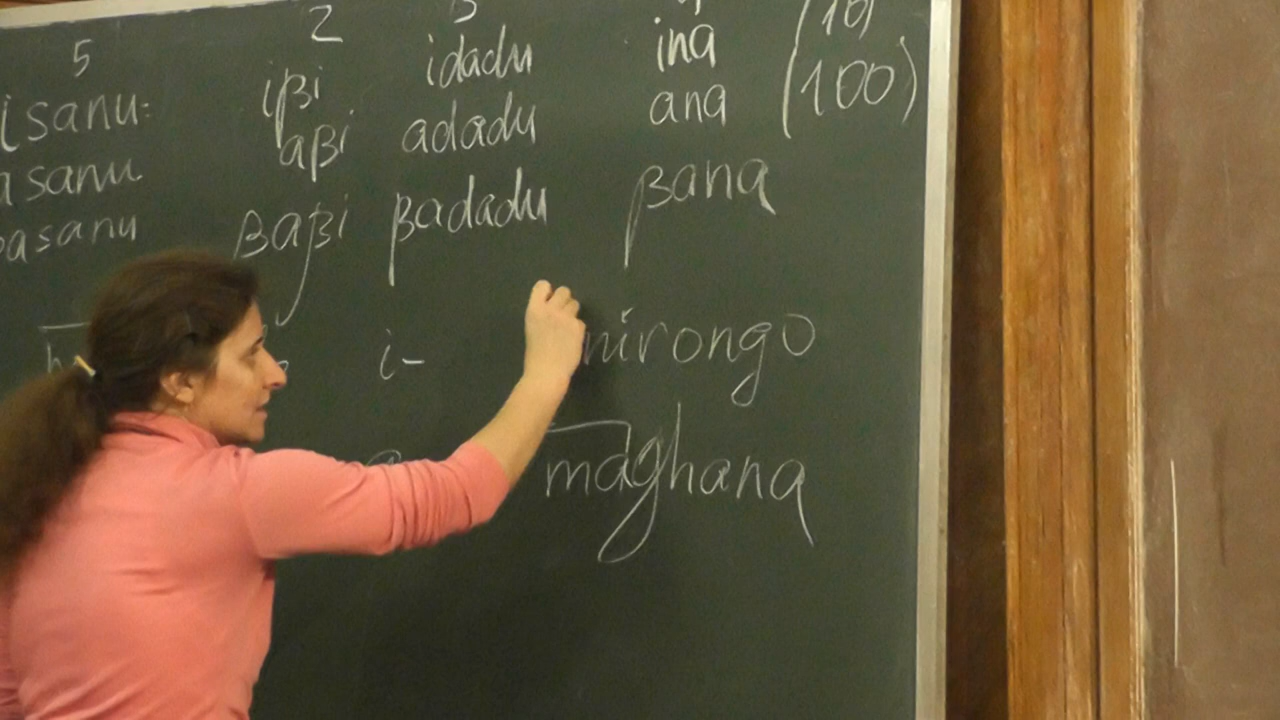 5 2 3 4 (10)
isanu: iβi idadu ina (100)
asanu aβi adadu ana
βasanu βaβi βadadu βana
i- mirongo
maghana